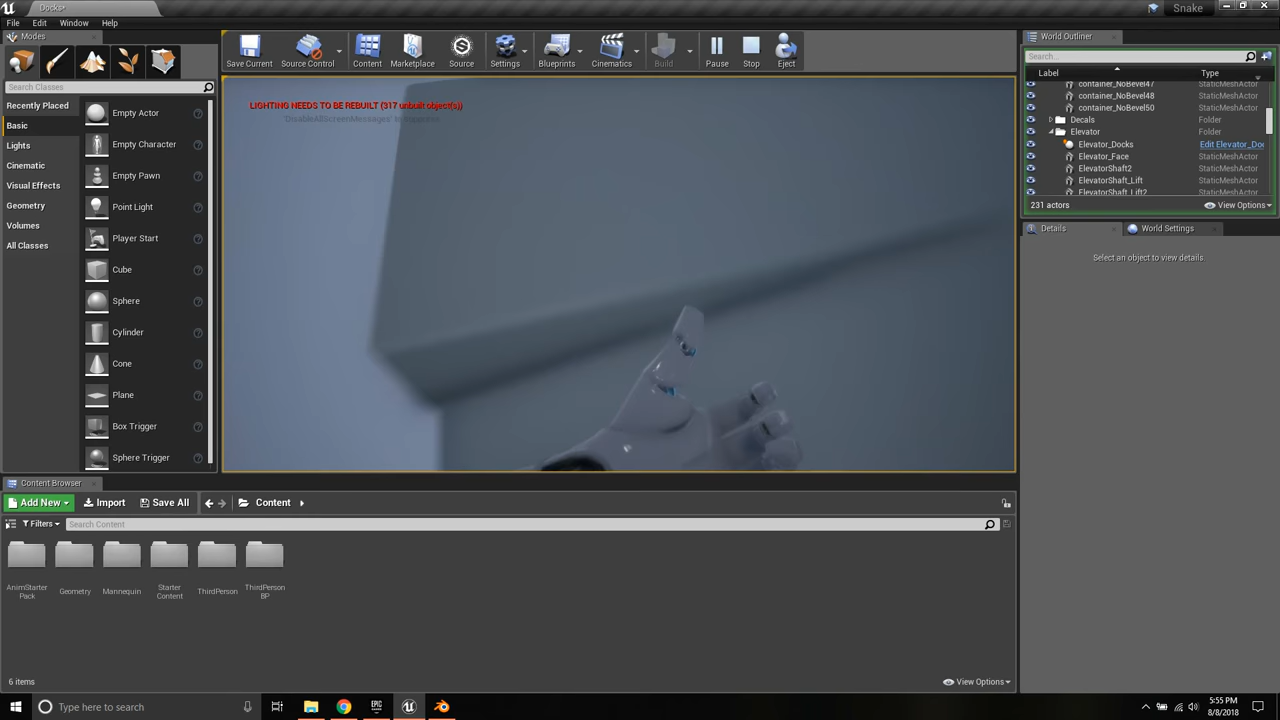 Docks*
Snake
File
Edit
Window
Help
Modes
World Outliner
Save Current
Source Control
Content
Marketplace
Source
Settings
Blueprints
Cinematics
Build
Pause
Stop
Eject
Search...
Search Classes
Label
Type
LIGHTING NEEDS TO BE REBUILT (317 unbuilt object(s))
'DisableAllScreenMessages' to suppress
Recently Placed
Basic
Lights
Cinematic
Visual Effects
Geometry
Volumes
All Classes
Empty Actor
Empty Character
Empty Pawn
Point Light
Player Start
Cube
Sphere
Cylinder
Cone
Plane
Box Trigger
Sphere Trigger
container_NoBevel47
StaticMeshActor
container_NoBevel48
StaticMeshActor
container_NoBevel50
StaticMeshActor
Decals
Folder
Elevator
Folder
Elevator_Docks
Edit Elevator_Doc
Elevator_Face
StaticMeshActor
ElevatorShaft2
StaticMeshActor
ElevatorShaft_Lift
StaticMeshActor
ElevatorShaft_Lift2
StaticMeshActor
231 actors
View Options
Details
World Settings
Select an object to view details.
Content Browser
Add New
Import
Save All
Content
Filters
Search Content
AnimStarter
Pack
Geometry
Mannequin
Starter
Content
ThirdPerson
ThirdPerson
BP
6 items
View Options
Type here to search
EPIC
5:55 PM
8/8/2018